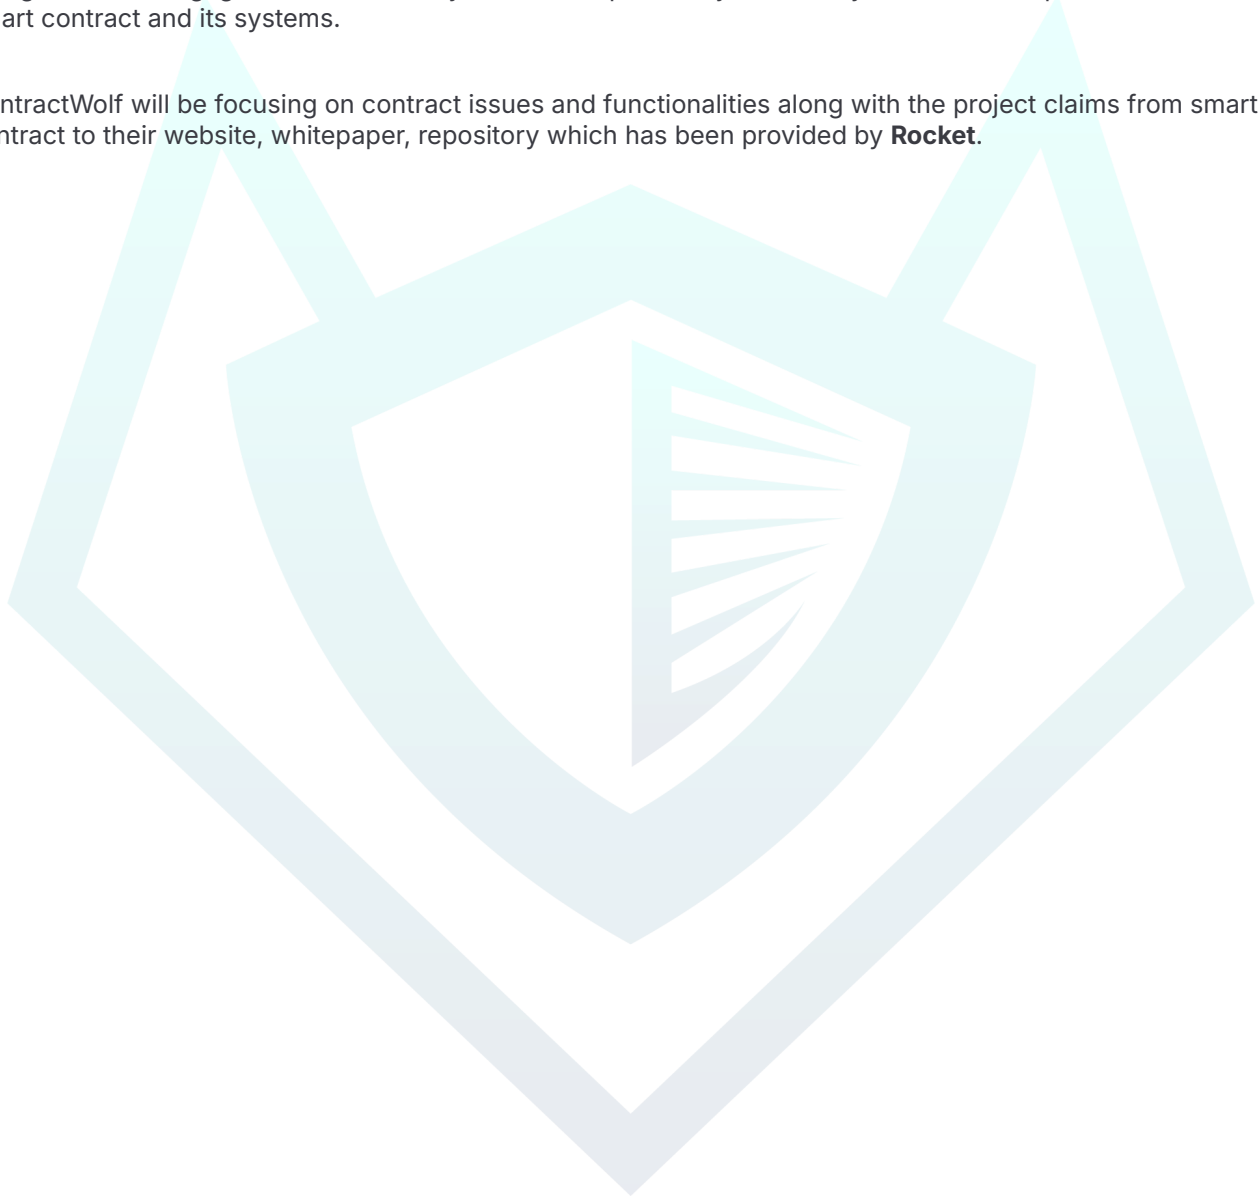 art contract and its systems.
ntractWolf will be focusing on contract issues and functionalities along with the project claims from smart
ntract to their website, whitepaper, repository which has been provided by Rocket.